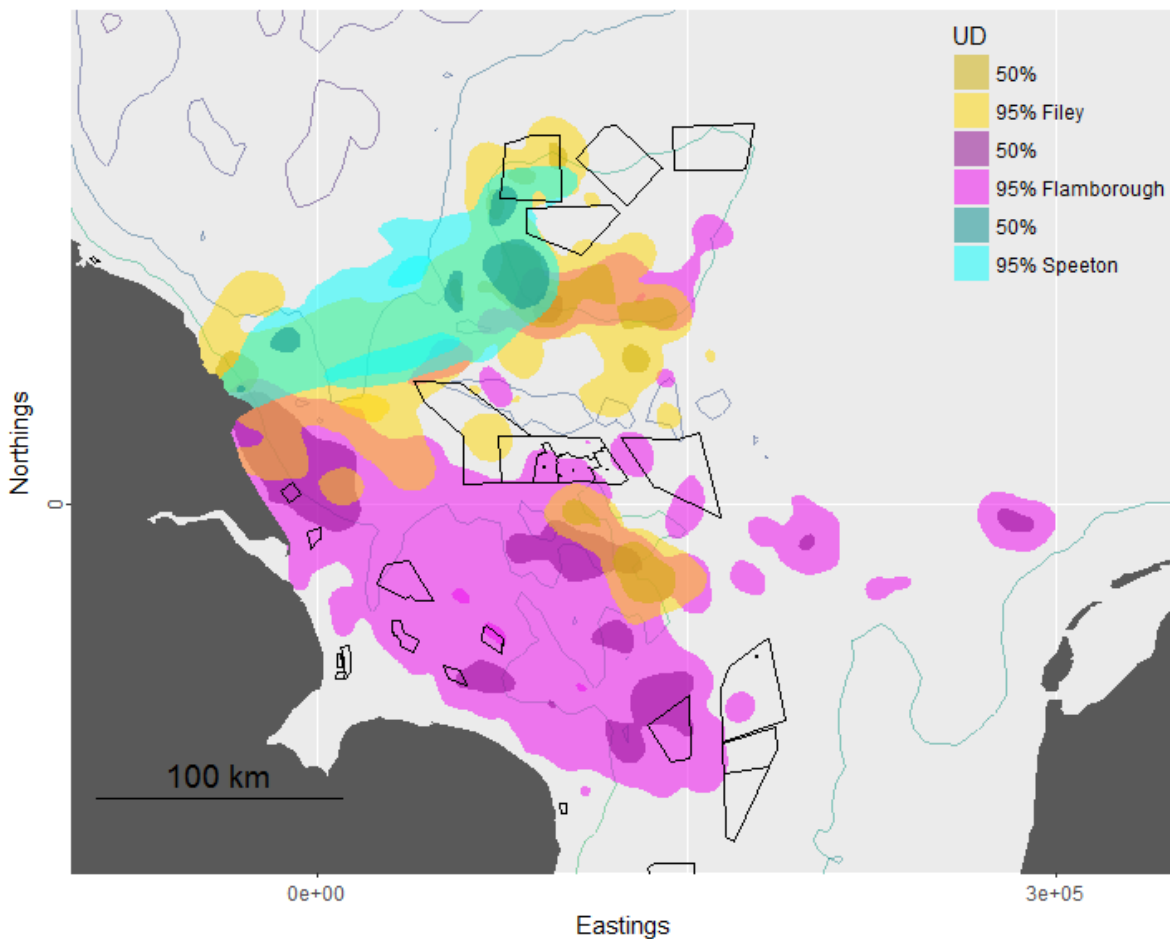 UD
50%
95% Filey
50%
95% Flamborough
50%
95% Speeton
Northings
0
100 km
0e+00
3e+05
Eastings